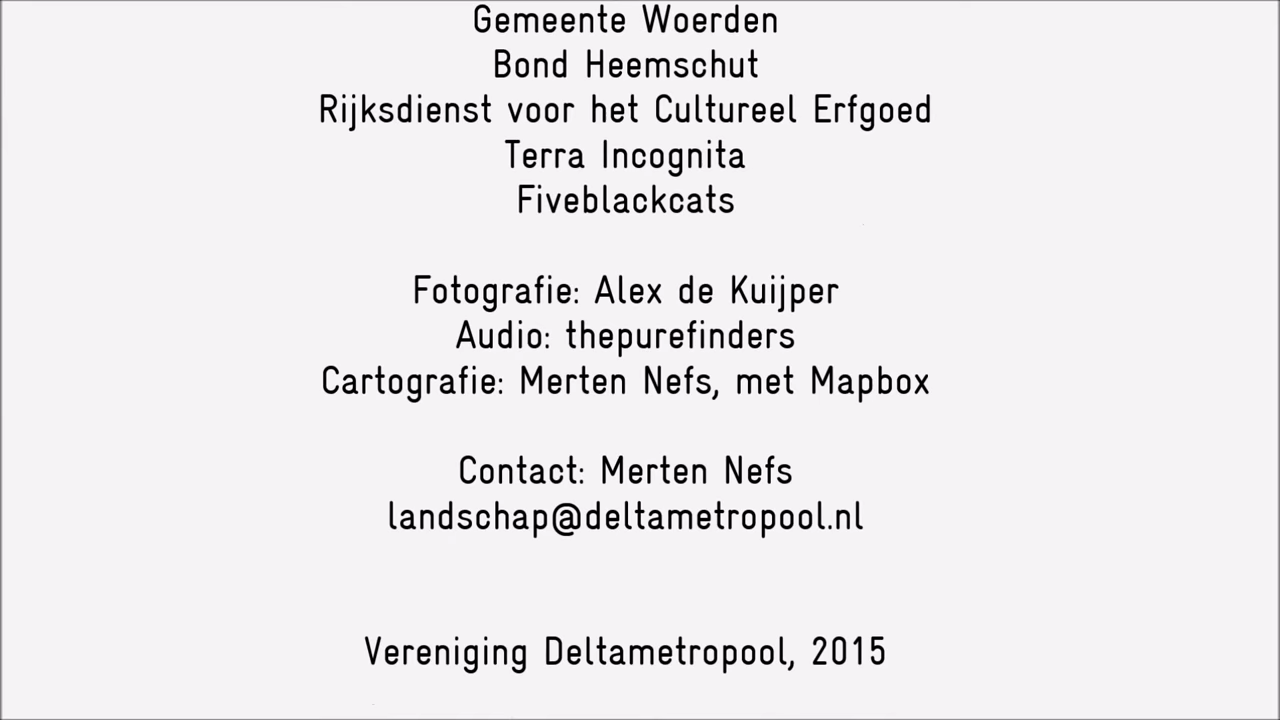 Gemeente Woerden
Bond Heemschut
Rijksdienst voor het Cultureel Erfgoed
Terra Incognita
Fiveblackcats
Fotografie: Alex de Kuijper
Audio: thepurefinders
Cartografie: Merten Nefs, met Mapbox
Contact: Merten Nefs
landschap@deltametropool.nl
Vereniging Deltametropool, 2015